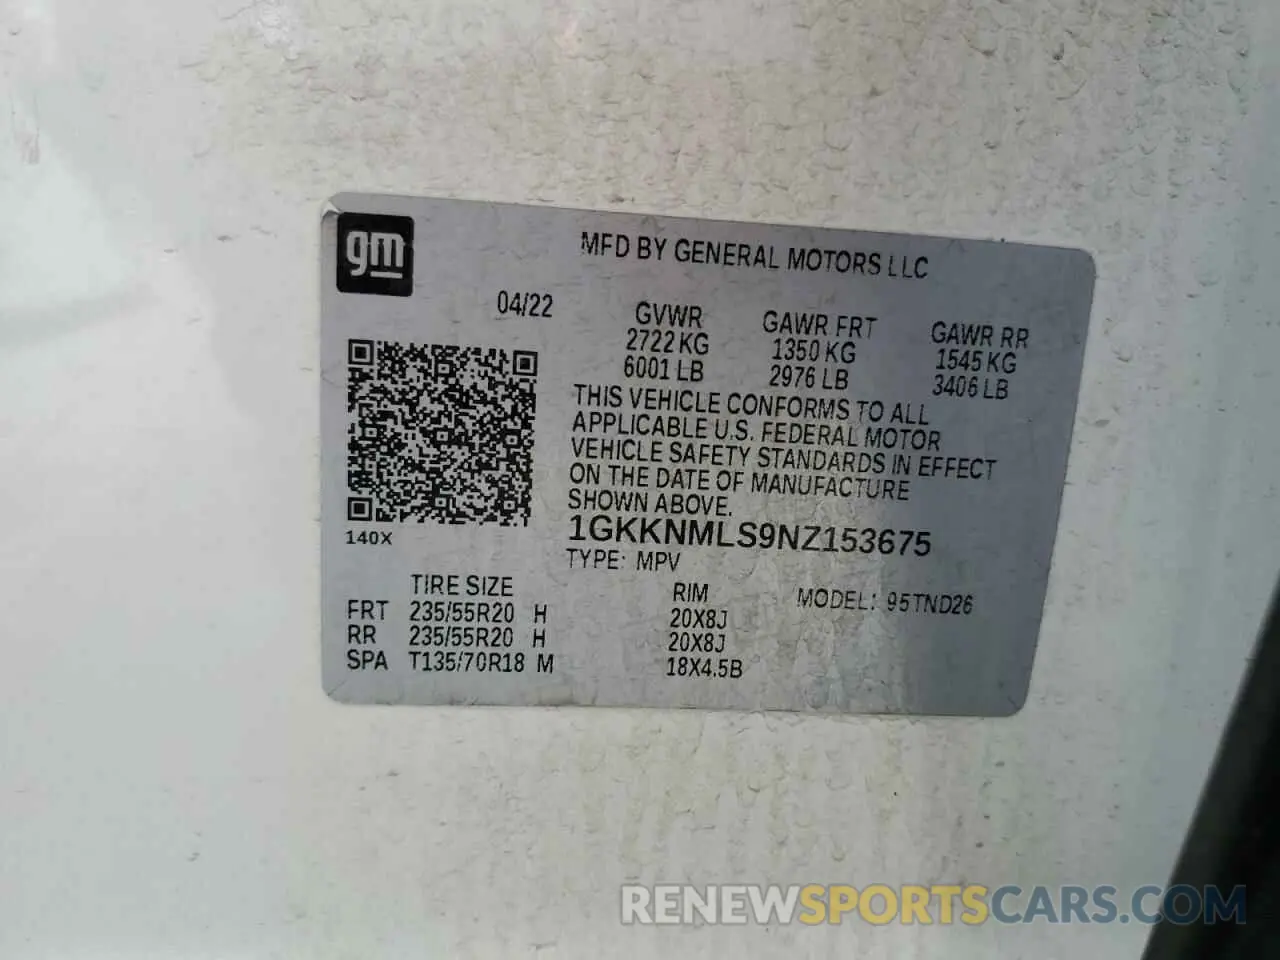 gm
MFD BY GENERAL MOTORS LLC
04/22
GVWR GAWR FRT GAWR RR
2722 KG 1350 KG 1545 KG
6001 LB 2976 LB 3406 LB
THIS VEHICLE CONFORMS TO ALL
APPLICABLE U.S. FEDERAL MOTOR
VEHICLE SAFETY STANDARDS IN EFFECT
ON THE DATE OF MANUFACTURE
SHOWN ABOVE.
1GKKNMLS9NZ153675
140X
TYPE: MPV
TIRE SIZE RIM MODEL: 95TND26
FRT 235/55R20 H 20X8J
RR 235/55R20 H 20X8J
SPA T135/70R18 M 18X4.5B
RENEWSPORTSCARS.COM